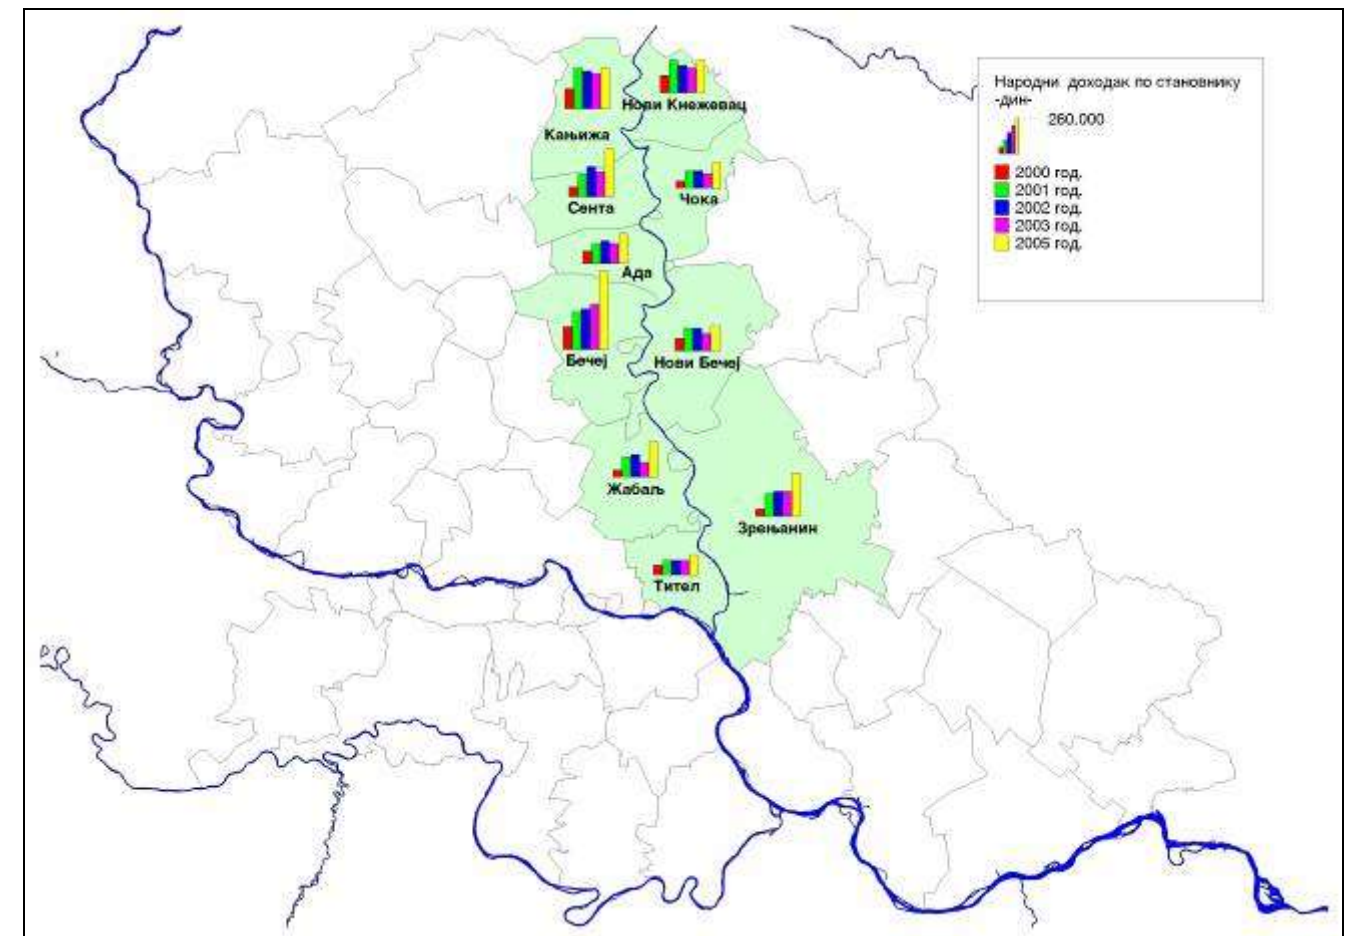 Народни доходак по становнику
-дин-
260.000
2000 год.
2001 год.
2002 год.
2003 год.
2005 год.
Нови Кнежевац
Кањижа
Чока
Сента
Ада
Бечеј
Нови Бечеј
Жабаљ
Зрењанин
Тител